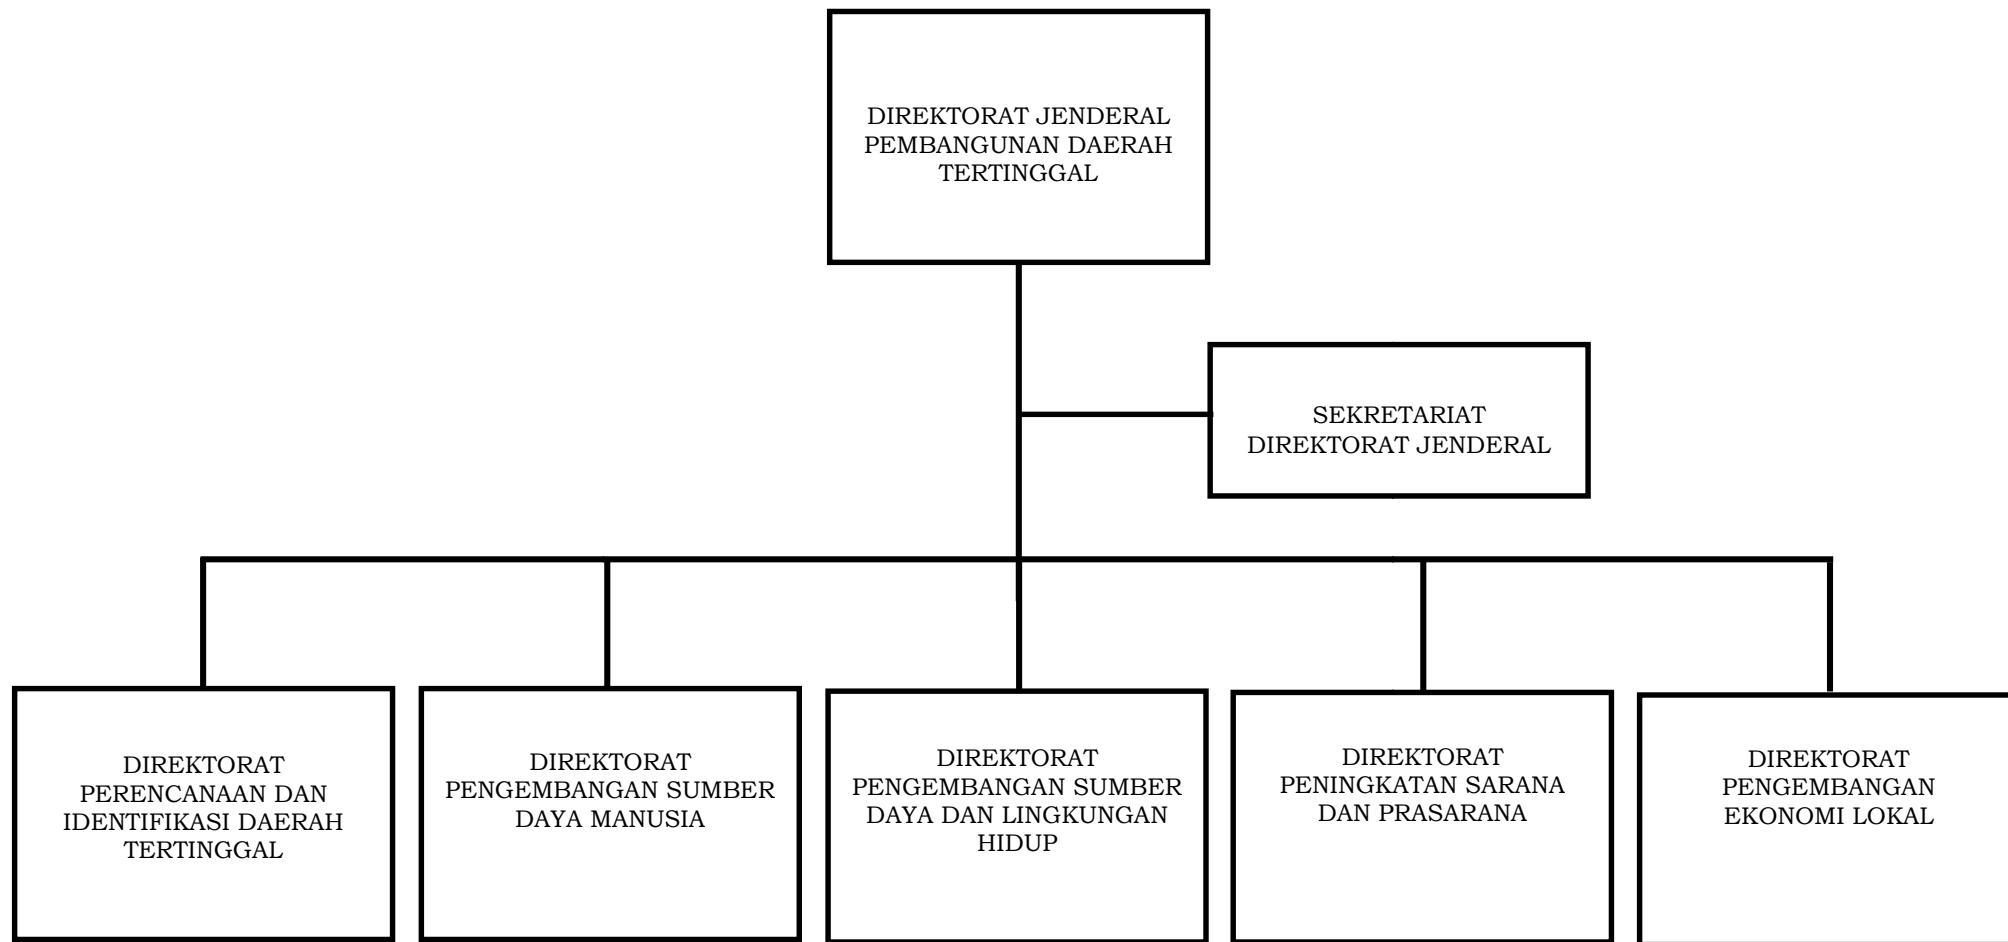 DIREKTORAT JENDERAL
PEMBANGUNAN DAERAH
TERTINGGAL
SEKRETARIAT
DIREKTORAT JENDERAL
DIREKTORAT
PERENCANAAN DAN
IDENTIFIKASI DAERAH
TERTINGGAL
DIREKTORAT
PENGEMBANGAN SUMBER
DAYA MANUSIA
DIREKTORAT
PENGEMBANGAN SUMBER
DAYA DAN LINGKUNGAN
HIDUP
DIREKTORAT
PENINGKATAN SARANA
DAN PRASARANA
DIREKTORAT
PENGEMBANGAN
EKONOMI LOKAL